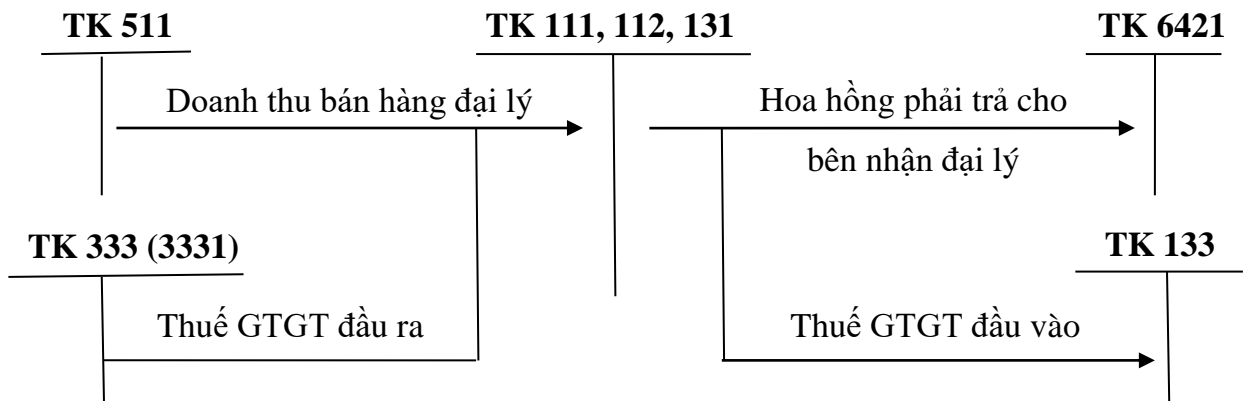 TK 511
TK 111, 112, 131
TK 6421
Doanh thu bán hàng đại lý
Hoa hồng phải trả cho
bên nhận đại lý
TK 333 (3331)
TK 133
Thuế GTGT đầu ra
Thuế GTGT đầu vào